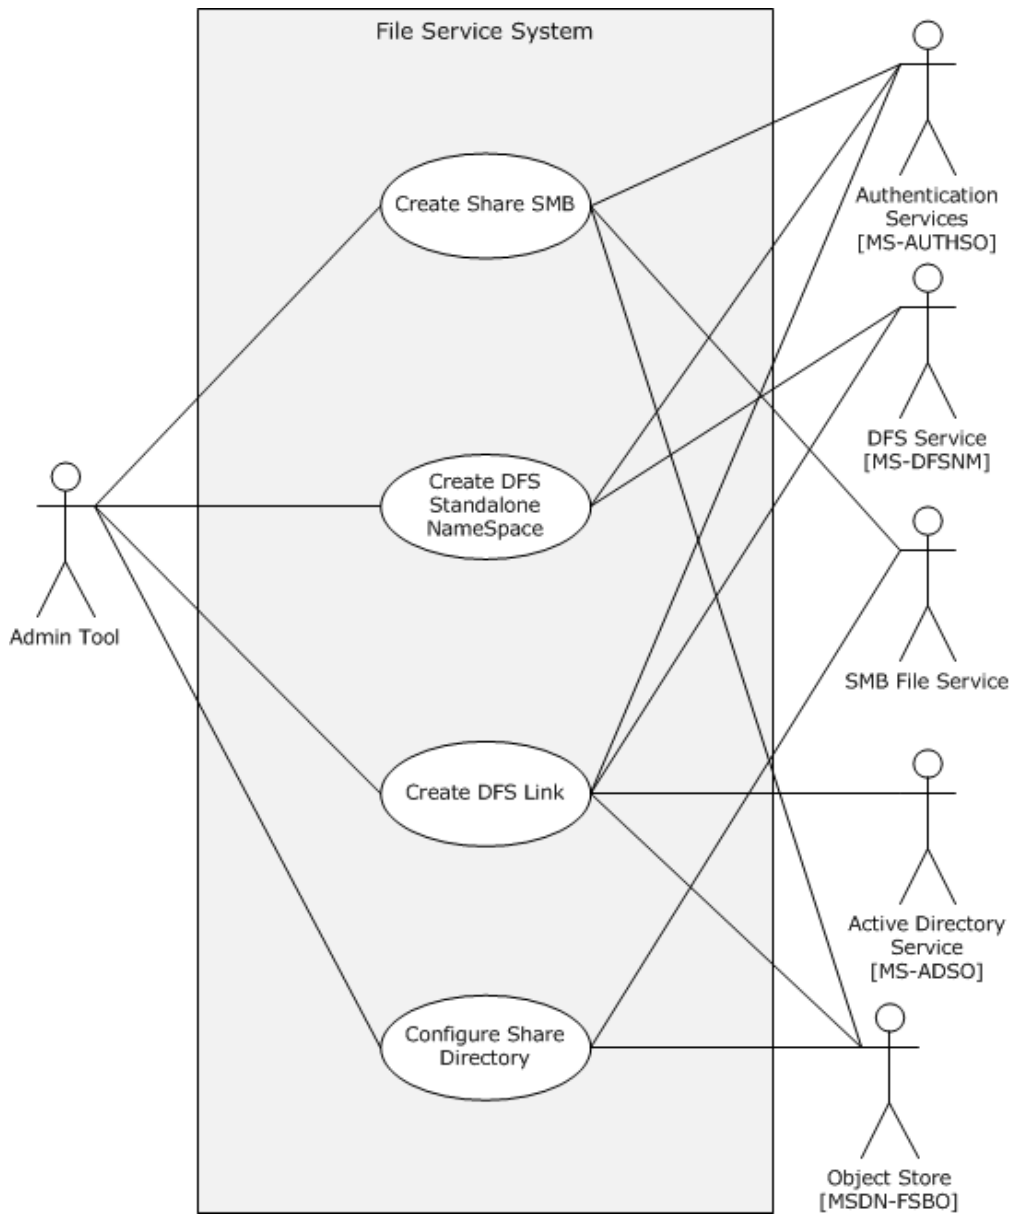 File Service System
Create Share SMB
Authentication
Services
[MS-AUTHSO]
DFS Service
[MS-DFSNM]
Create DFS
Standalone
NameSpace
Admin Tool
SMB File Service
Create DFS Link
Active Directory
Service
[MS-ADSO]
Configure Share
Directory
Object Store
[MSDN-FSBO]